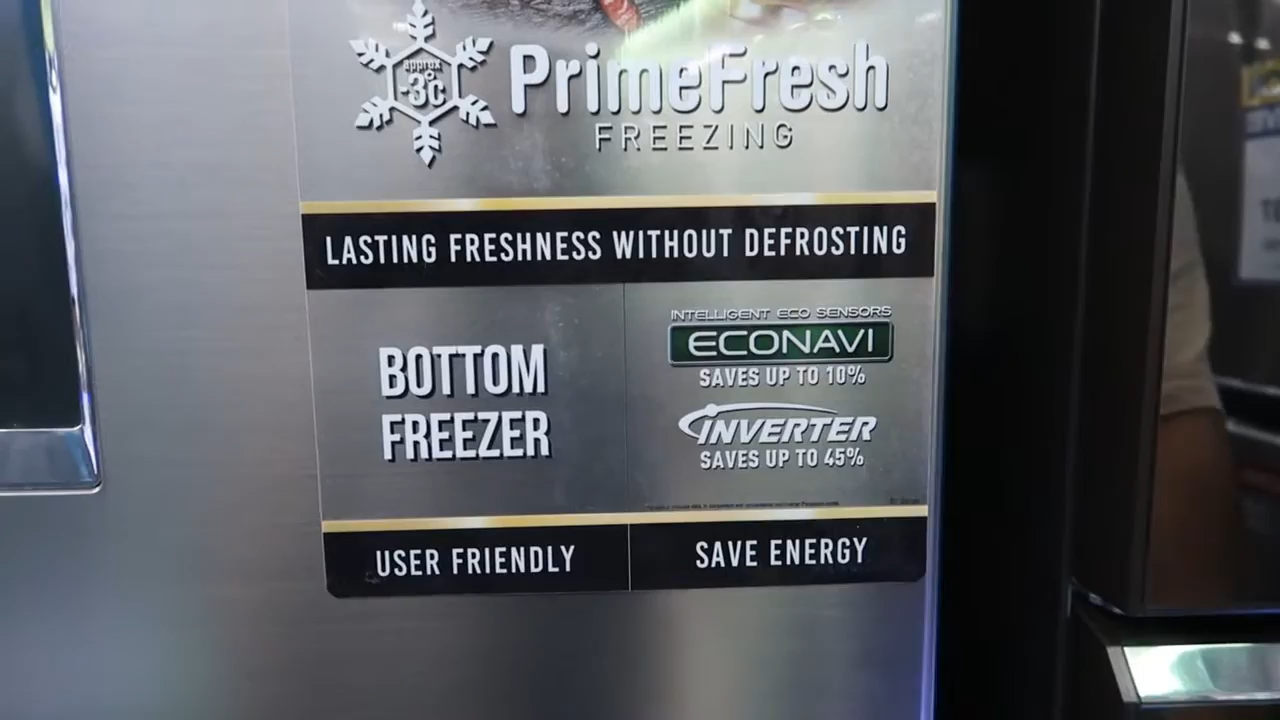 approx
-3°C
PrimeFresh
FREEZING
LASTING FRESHNESS WITHOUT DEFROSTING
BOTTOM
FREEZER
INTELLIGENT ECO SENSORS
ECONAVI
SAVES UP TO 10%
INVERTER
SAVES UP TO 45%
USER FRIENDLY
SAVE ENERGY